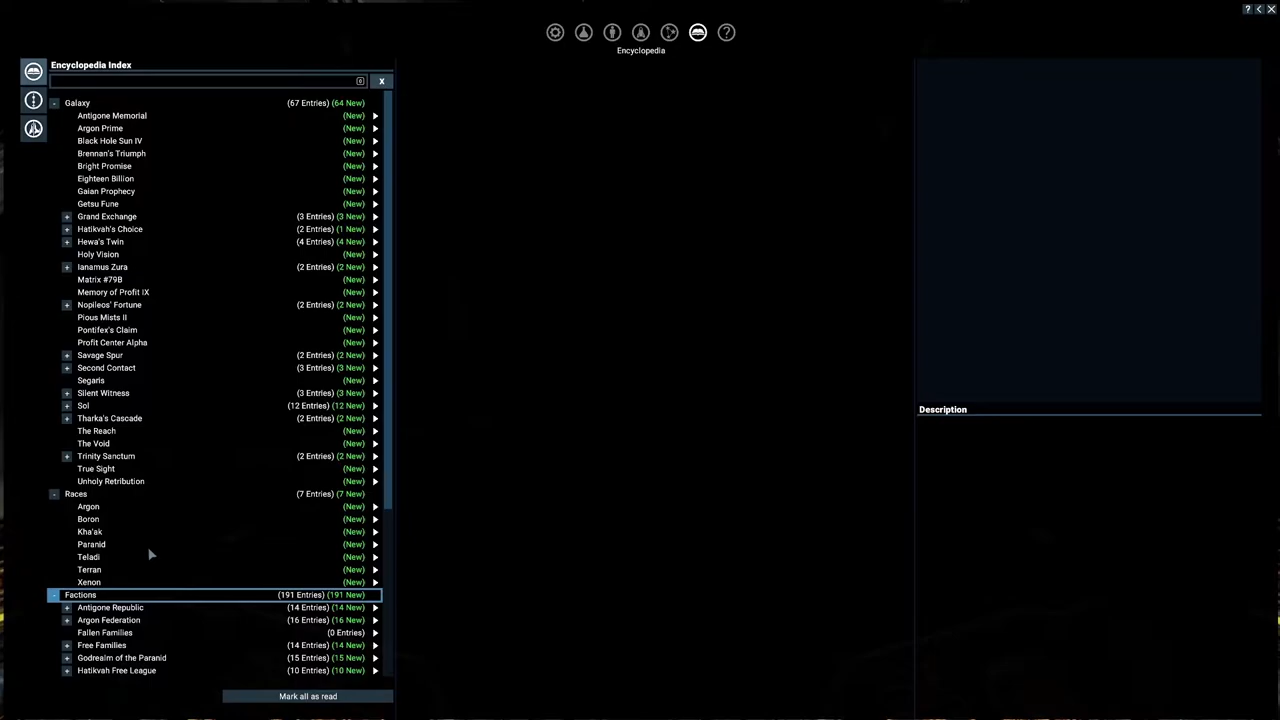 Encyclopedia
Encyclopedia Index
X
Galaxy (67 Entries) (64 New)
Antigone Memorial (New)
Argon Prime (New)
Black Hole Sun IV (New)
Brennan's Triumph (New)
Bright Promise (New)
Eighteen Billion (New)
Gaian Prophecy (New)
Getsu Fune (New)
+ Grand Exchange (3 Entries) (3 New)
+ Hatikvah's Choice (2 Entries) (1 New)
+ Hewa's Twin (4 Entries) (4 New)
Holy Vision (New)
+ Ianamus Zura (2 Entries) (2 New)
Matrix #79B (New)
Memory of Profit IX (New)
+ Nopileos' Fortune (2 Entries) (2 New)
Pious Mists II (New)
Pontifex's Claim (New)
Profit Center Alpha (New)
+ Savage Spur (2 Entries) (2 New)
+ Second Contact (3 Entries) (3 New)
Segaris (New)
+ Silent Witness (3 Entries) (3 New)
+ Sol (12 Entries) (12 New)
+ Tharka's Cascade (2 Entries) (2 New)
The Reach (New)
The Void (New)
+ Trinity Sanctum (2 Entries) (2 New)
True Sight (New)
Unholy Retribution (New)
- Races (7 Entries) (7 New)
Argon (New)
Boron (New)
Kha'ak (New)
Paranid (New)
Teladi (New)
Terran (New)
Xenon (New)
- Factions (191 Entries) (191 New)
+ Antigone Republic (14 Entries) (14 New)
+ Argon Federation (16 Entries) (16 New)
Fallen Families (0 Entries)
+ Free Families (14 Entries) (14 New)
+ Godrealm of the Paranid (15 Entries) (15 New)
+ Hatikvah Free League (10 Entries) (10 New)
Mark all as read
Description